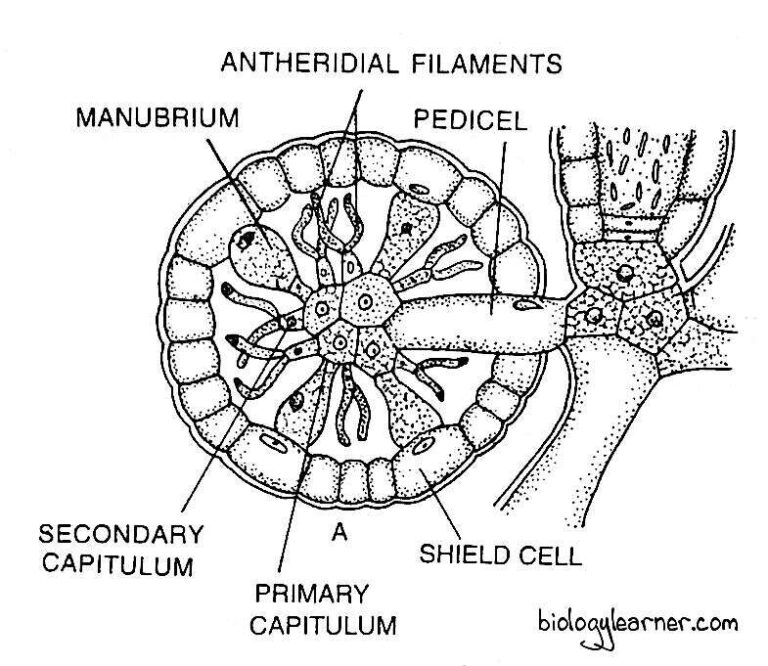 ANTHERIDIAL FILAMENTS
MANUBRIUM
PEDICEL
SECONDARY
CAPITULUM
A
SHIELD CELL
PRIMARY
CAPITULUM
biologylearner.com